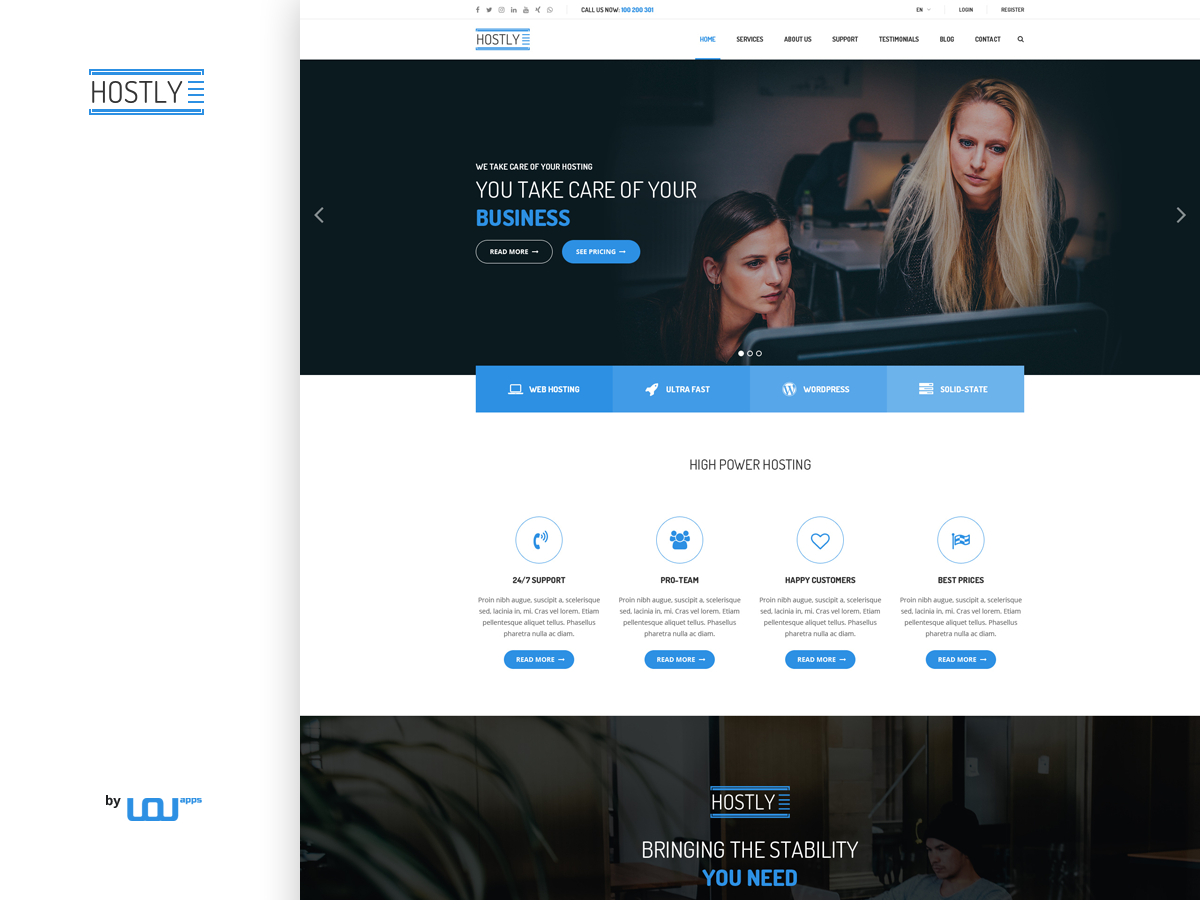 HOSTLY
by
apps
CALL US NOW: 100 200 301
EN
LOGIN
REGISTER
HOSTLY
HOME
SERVICES
ABOUT US
SUPPORT
TESTIMONIALS
BLOG
CONTACT
WE TAKE CARE OF YOUR HOSTING
YOU TAKE CARE OF YOUR
BUSINESS
READ MORE
SEE PRICING
WEB HOSTING
ULTRA FAST
WORDPRESS
SOLID-STATE
HIGH POWER HOSTING
24/7 SUPPORT
Proin nibh augue, suscipit a, scelerisque
sed, lacinia in, mi. Cras vel lorem. Etiam
pellentesque aliquet tellus. Phasellus
pharetra nulla ac diam.
READ MORE
PRO-TEAM
Proin nibh augue, suscipit a, scelerisque
sed, lacinia in, mi. Cras vel lorem. Etiam
pellentesque aliquet tellus. Phasellus
pharetra nulla ac diam.
READ MORE
HAPPY CUSTOMERS
Proin nibh augue, suscipit a, scelerisque
sed, lacinia in, mi. Cras vel lorem. Etiam
pellentesque aliquet tellus. Phasellus
pharetra nulla ac diam.
READ MORE
BEST PRICES
Proin nibh augue, suscipit a, scelerisque
sed, lacinia in, mi. Cras vel lorem. Etiam
pellentesque aliquet tellus. Phasellus
pharetra nulla ac diam.
READ MORE
HOSTLY
BRINGING THE STABILITY
YOU NEED